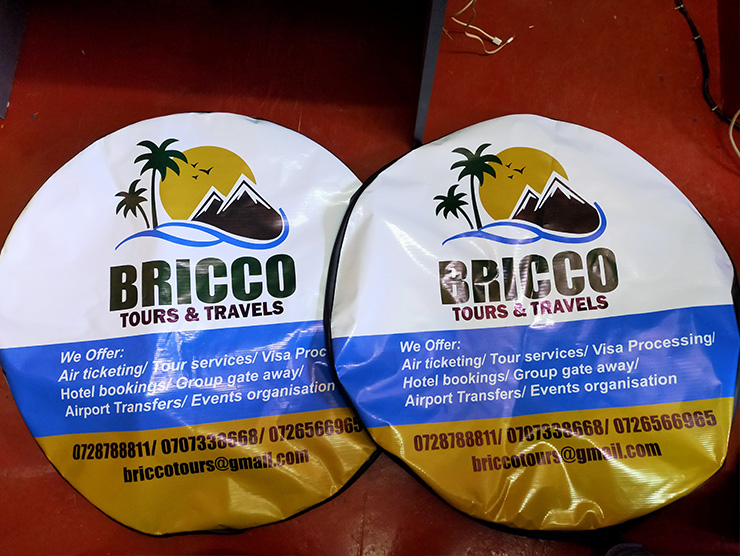 BRICCO
TOURS & TRAVELS
We Offer:
Air ticketing/ Tour services/ Visa Proc
Hotel bookings/ Group gate away/
Airport Transfers/ Events organisation
0728788811/ 0707338668/ 0726566965
briccotours@gmail.com
BRICCO
TOURS & TRAVELS
We Offer:
Air ticketing/ Tour services/ Visa Processing/
Hotel bookings/ Group gate away/
Airport Transfers/ Events organisation
0728788811/ 0707338668/ 0726566965
briccotours@gmail.com